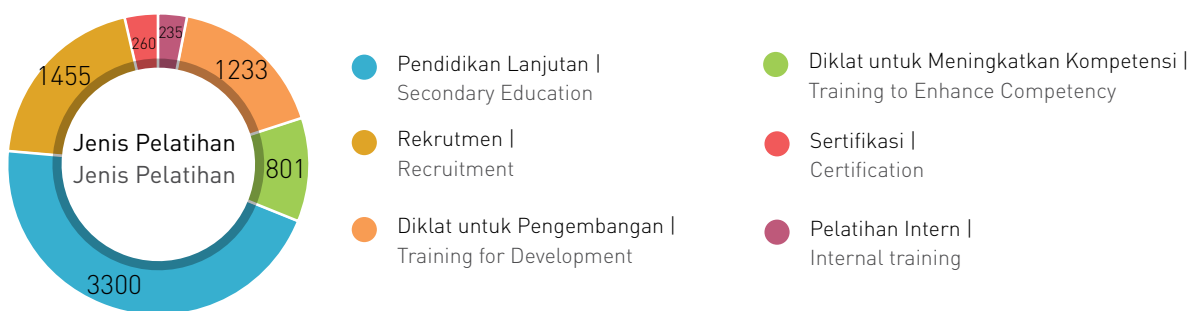 260
235
1455
1233
Jenis Pelatihan
Jenis Pelatihan
801
3300
Pendidikan Lanjutan |
Secondary Education
Rekrutmen |
Recruitment
Diklat untuk Pengembangan |
Training for Development
Diklat untuk Meningkatkan Kompetensi |
Training to Enhance Competency
Sertifikasi |
Certification
Pelatihan Intern |
Internal training